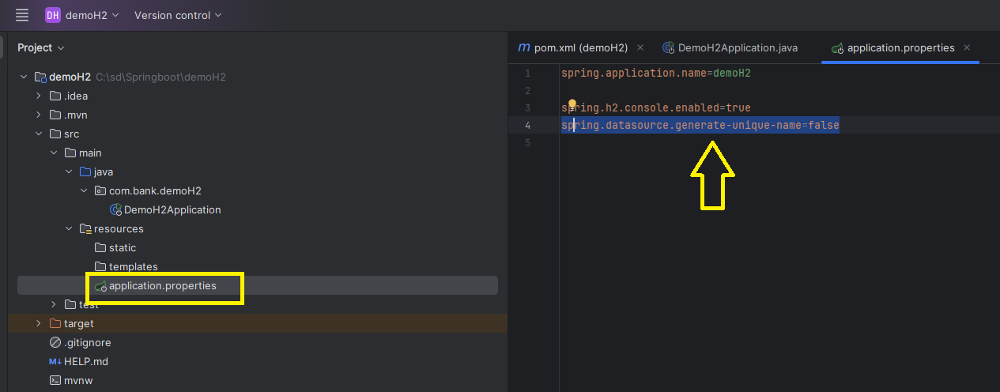 DH demoH2 Version control
Project
demoH2 C:\sd\Springboot\demoH2
.idea
.mvn
src
main
java
com.bank.demoH2
DemoH2Application
resources
static
templates
application.properties
test
target
.gitignore
M↓ HELP.md
mvnw
m pom.xml (demoH2) DemoH2Application.java application.properties
1 spring.application.name=demoH2
2
3 spring.h2.console.enabled=true
4 spring.datasource.generate-unique-name=false
5